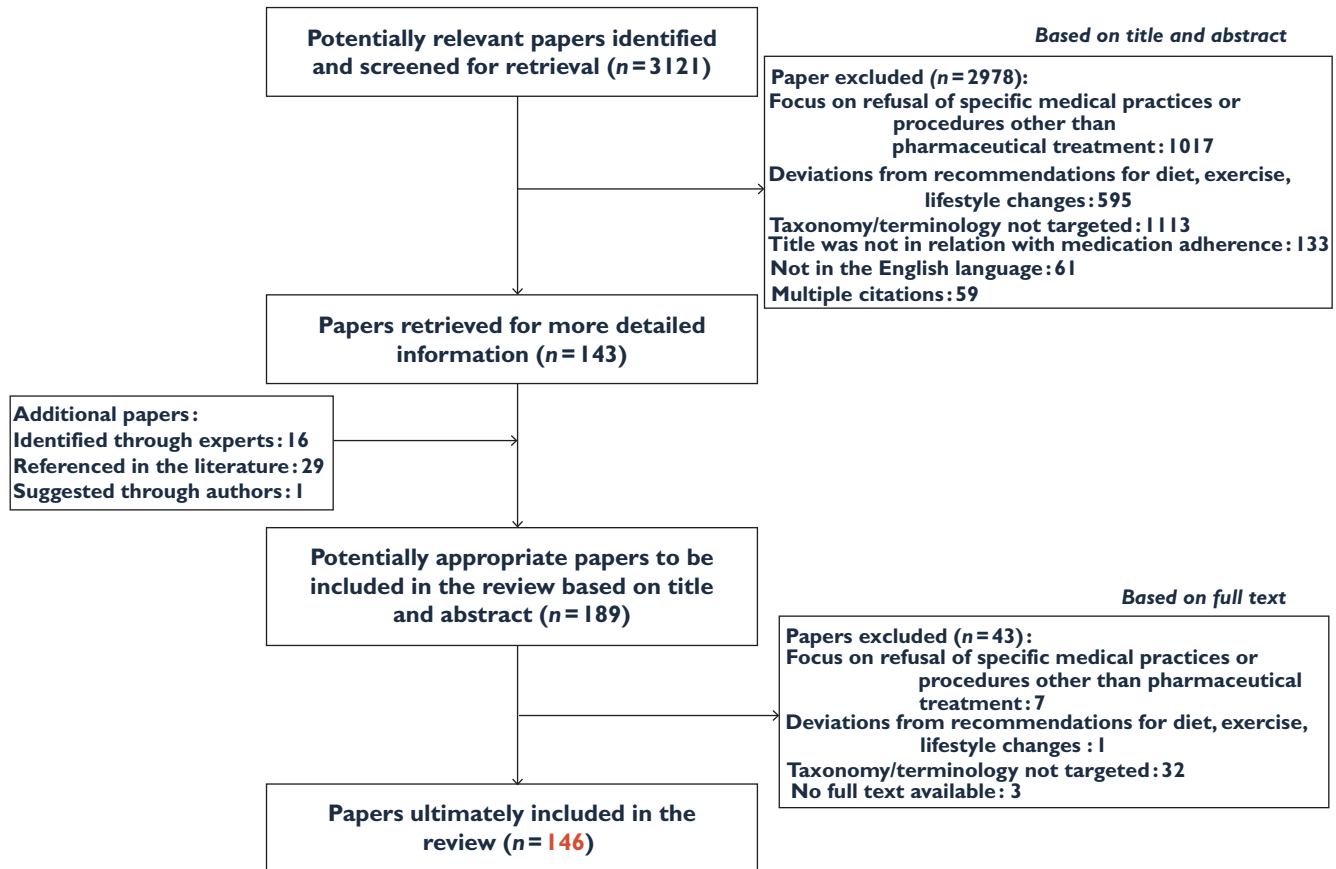 Potentially relevant papers identified
and screened for retrieval (n = 3121)
Based on title and abstract
Paper excluded (n = 2978):
Focus on refusal of specific medical practices or
procedures other than
pharmaceutical treatment: 1017
Deviations from recommendations for diet, exercise,
lifestyle changes: 595
Taxonomy/terminology not targeted: 1113
Title was not in relation with medication adherence: 133
Not in the English language: 61
Multiple citations: 59
Papers retrieved for more detailed
information (n = 143)
Additional papers:
Identified through experts: 16
Referenced in the literature: 29
Suggested through authors: 1
Potentially appropriate papers to be
included in the review based on title
and abstract (n = 189)
Based on full text
Papers excluded (n = 43):
Focus on refusal of specific medical practices or
procedures other than pharmaceutical
treatment: 7
Deviations from recommendations for diet, exercise,
lifestyle changes : 1
Taxonomy/terminology not targeted: 32
No full text available: 3
Papers ultimately included in the
review (n = 146)